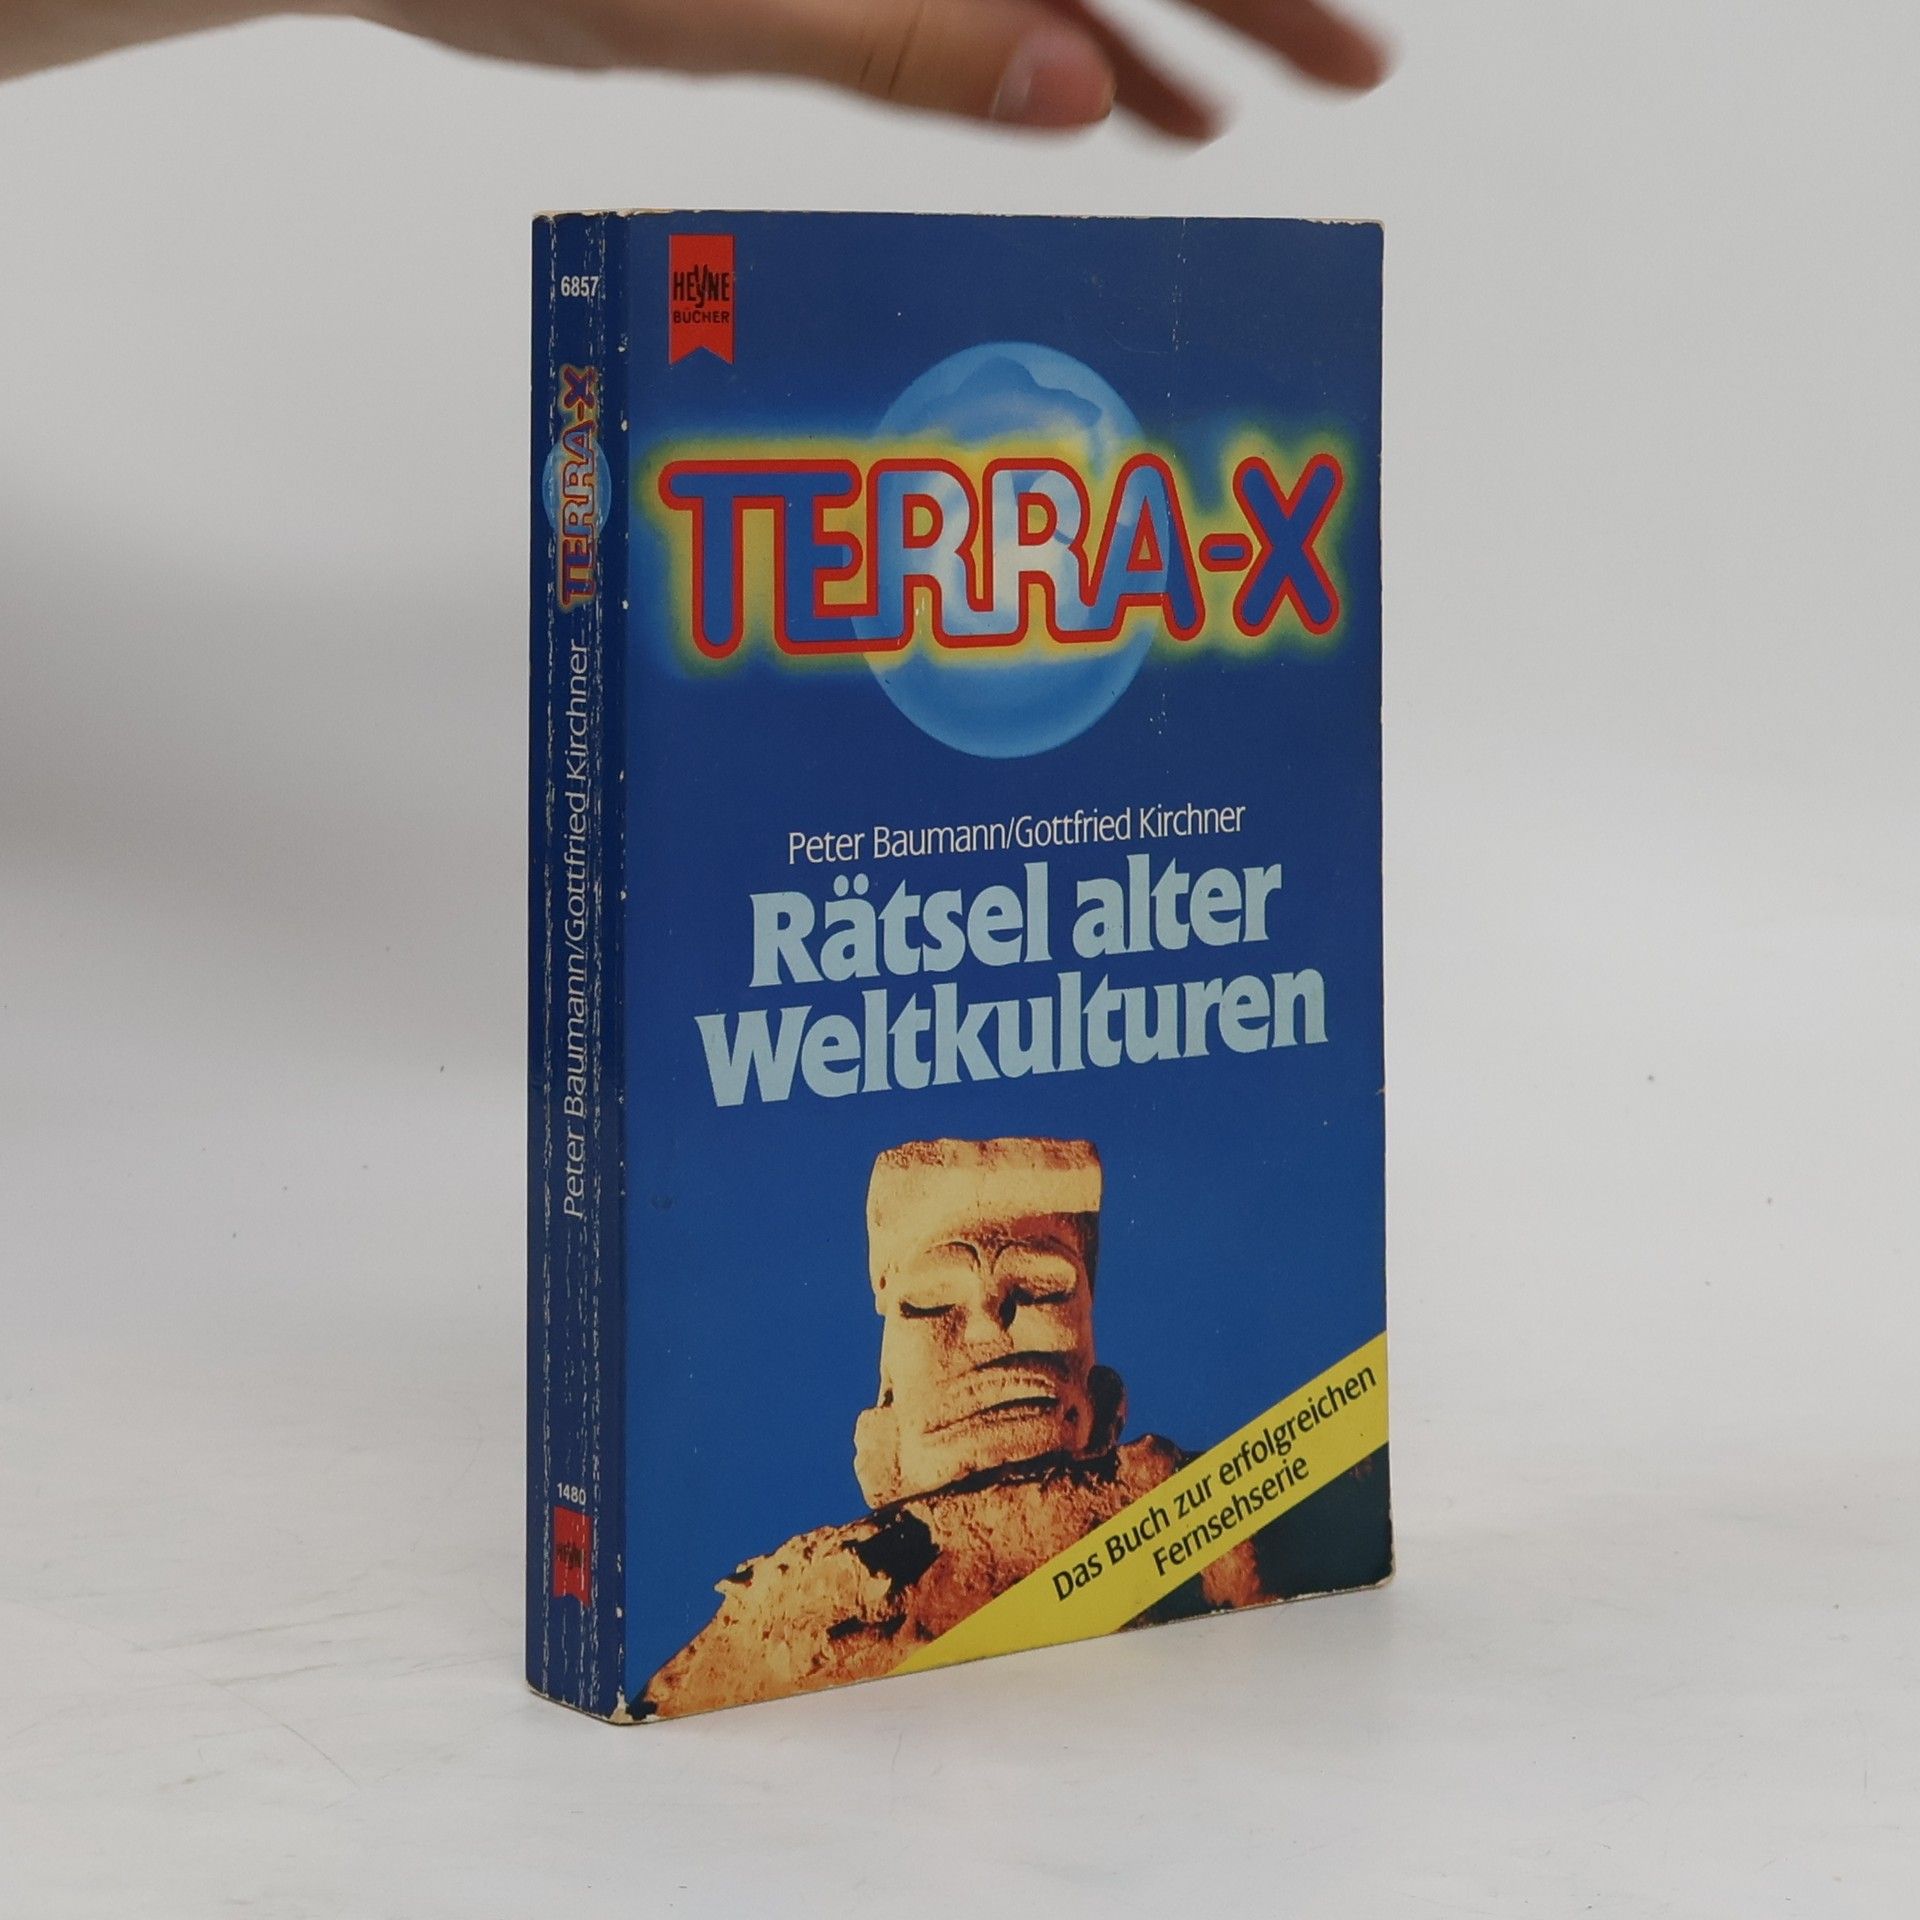 HEYNE
BÜCHER
TERRA-X
Peter Baumann/Gottfried Kirchner
Rätsel alter
Weltkulturen
Das Buch zur erfolgreichen
Fernsehserie
6857
TERRA-X
Peter Baumann/Gottfried Kirchner
1480
HEYNE